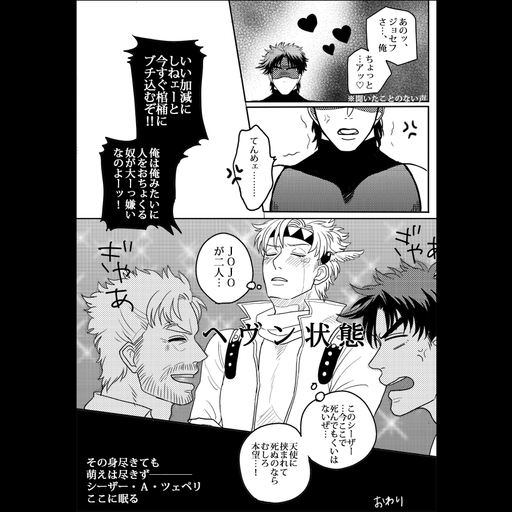 あのッ、
ジョセフ
さ…、俺
ちょっと
…アッ♡
※聞いたことのない声
てんめェ………
いい加減に
しねェーと
今すぐ棺桶に
ブチ込むぞ!!
俺は俺みたいに
人をおちょくる
奴が大一っ嫌い
なのよーッ!
ぎゃあ
ぎゃあ
JOJO
が二人…
ヘヴン状態
このシーザー
…今ここで
死んでもくいは
ないぜ…
天使に
挟まれて
死ぬのなら
むしろ
本望…!
その身尽きても
萌えは尽きず―――
シーザー・A・ツェペリ
ここに眠る
おわり